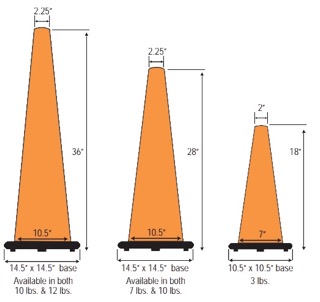 2.25"
36"
10.5"
14.5" x 14.5" base
Available in both
10 lbs. & 12 lbs.
2.25"
28"
10.5"
14.5" x 14.5" base
Available in both
7 lbs. & 10 lbs.
2"
18"
7"
10.5" x 10.5" base
3 lbs.